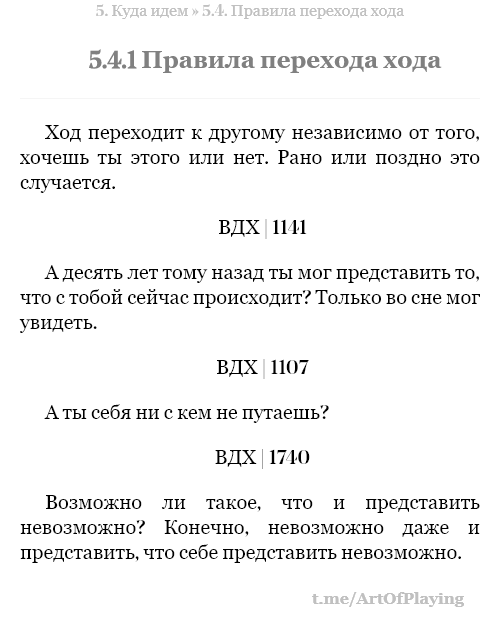 5. Куда идем » 5.4. Правила перехода хода
5.4.1 Правила перехода хода
Ход переходит к другому независимо от того,
хочешь ты этого или нет. Рано или поздно это
случается.
ВДХ | 1141
А десять лет тому назад ты мог представить то,
что с тобой сейчас происходит? Только во сне мог
увидеть.
ВДХ | 1107
А ты себя ни с кем не путаешь?
ВДХ | 1740
Возможно ли такое, что и представить
невозможно? Конечно, невозможно даже и
представить, что себе представить невозможно.
t.me/ArtOfPlaying